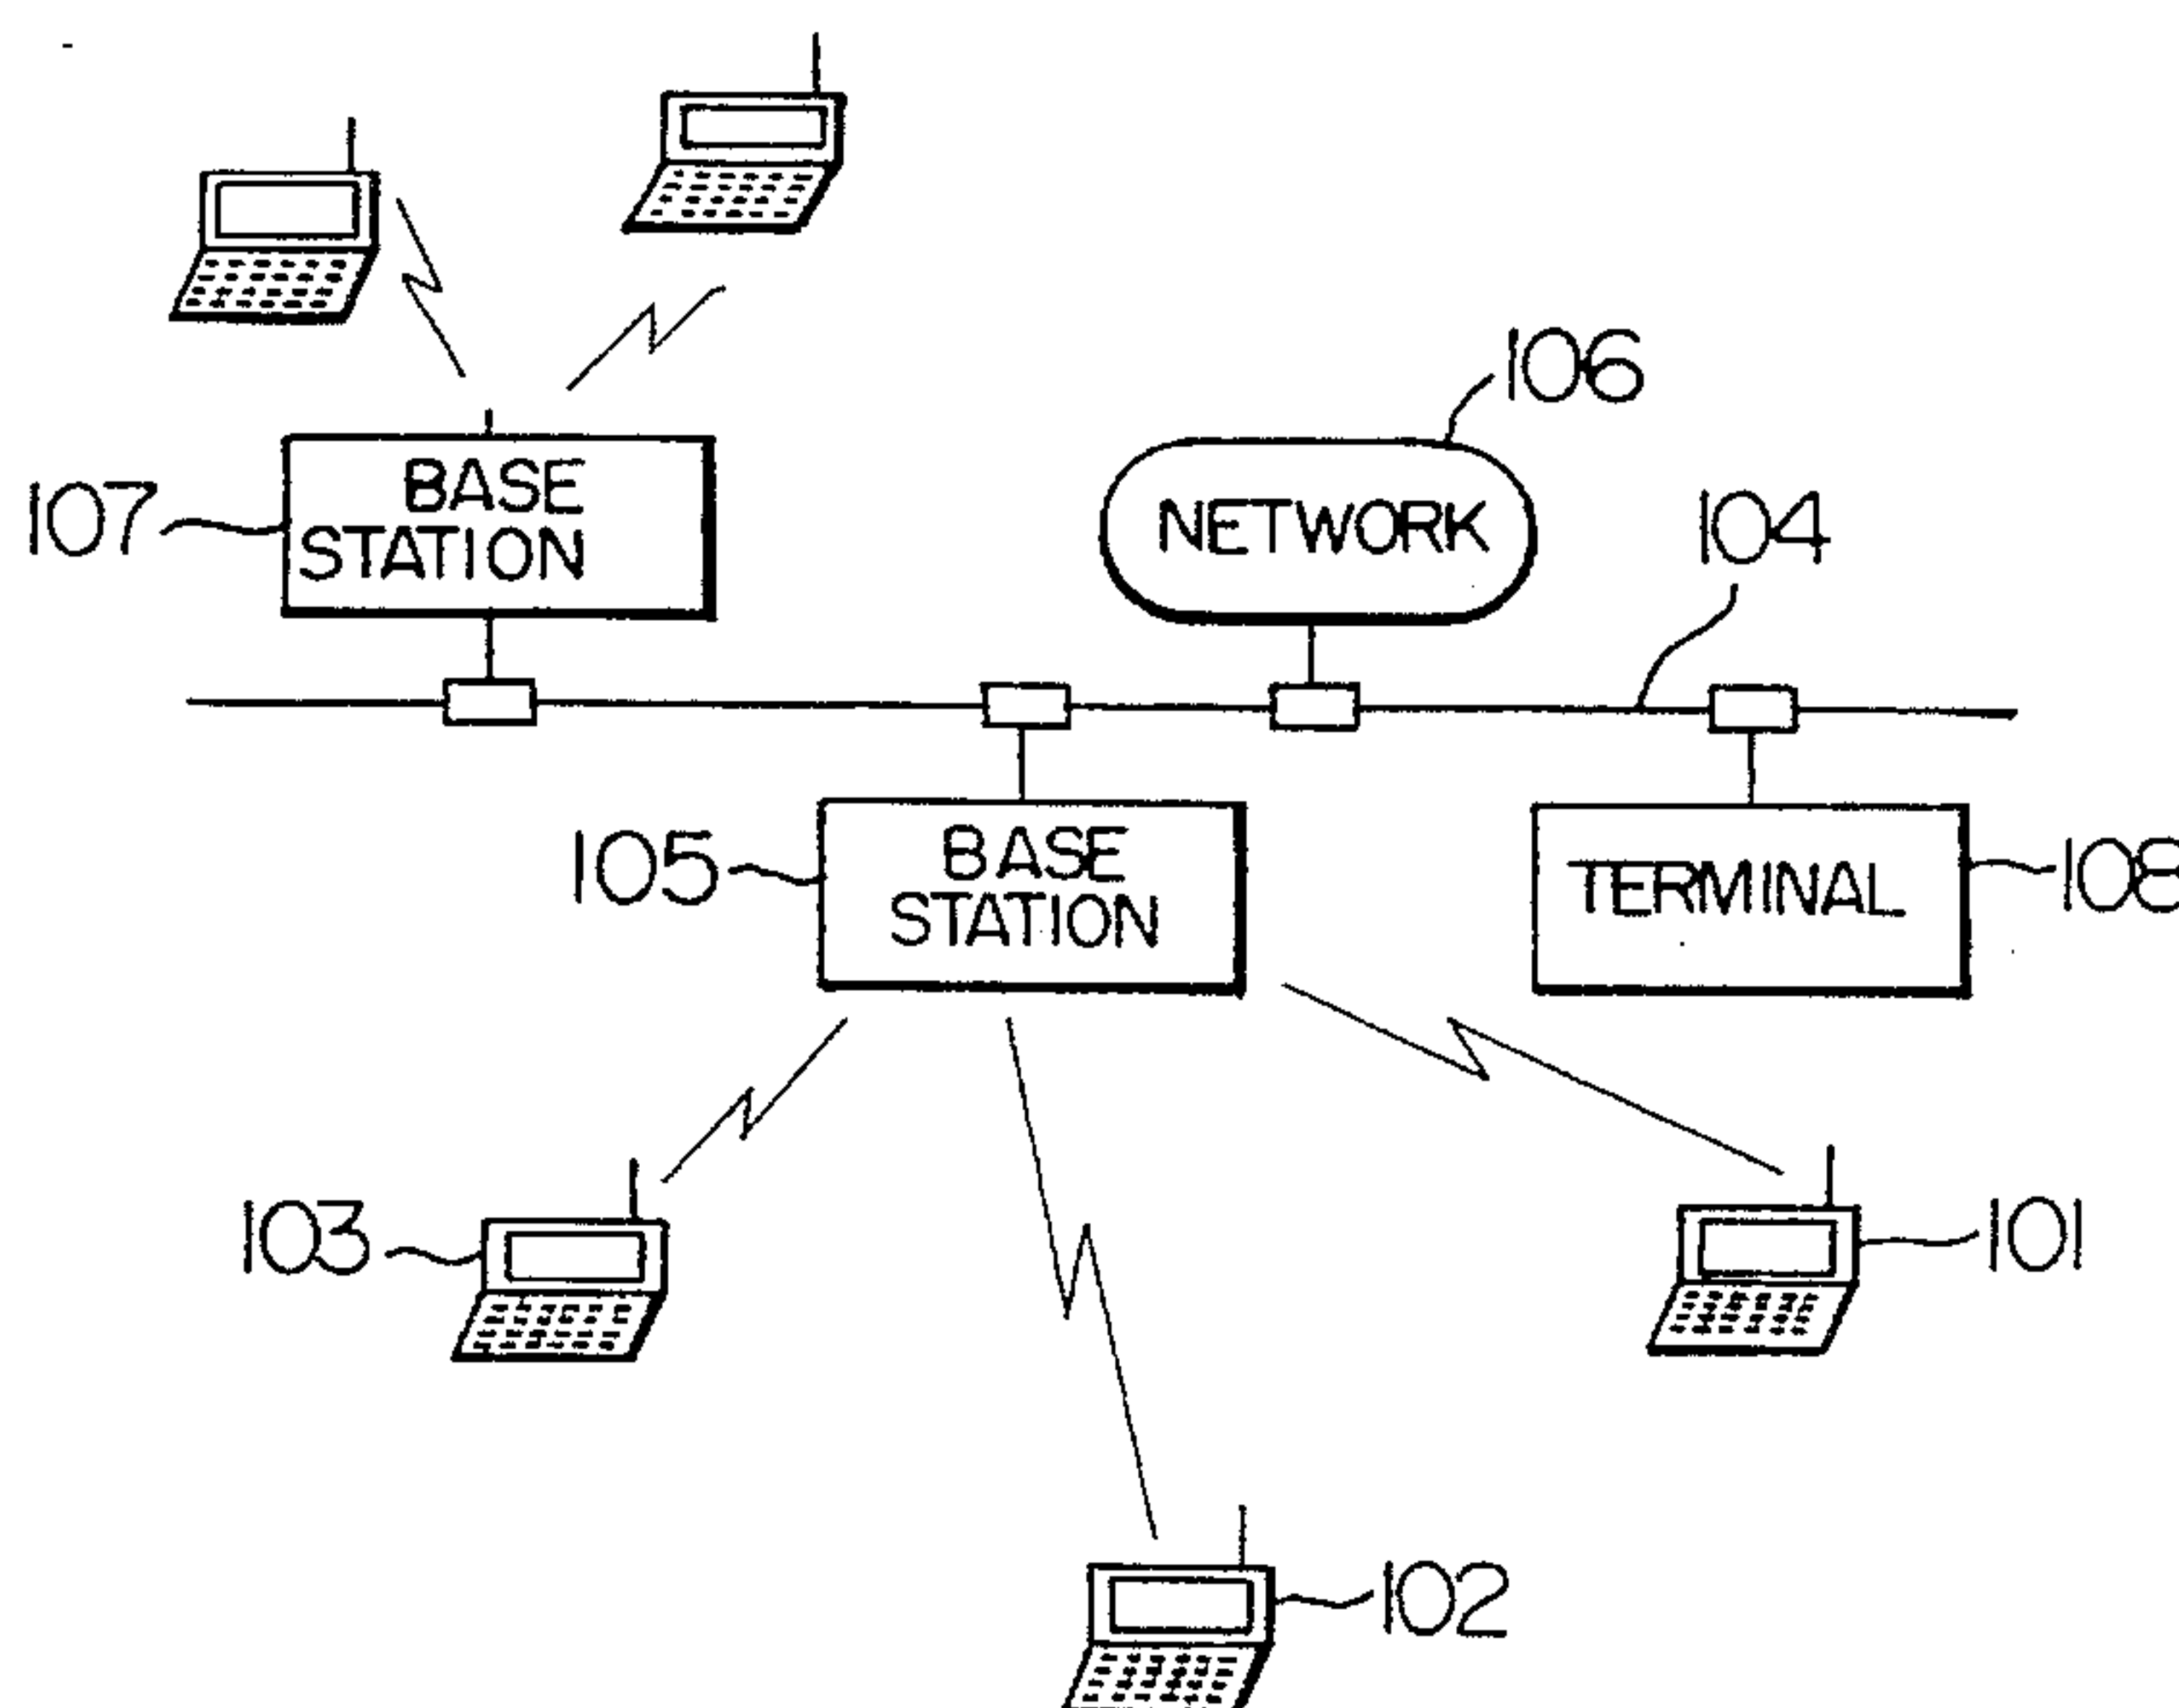 106
107
BASE
STATION
NETWORK
104
105
BASE
STATION
TERMINAL
108
103
101
102